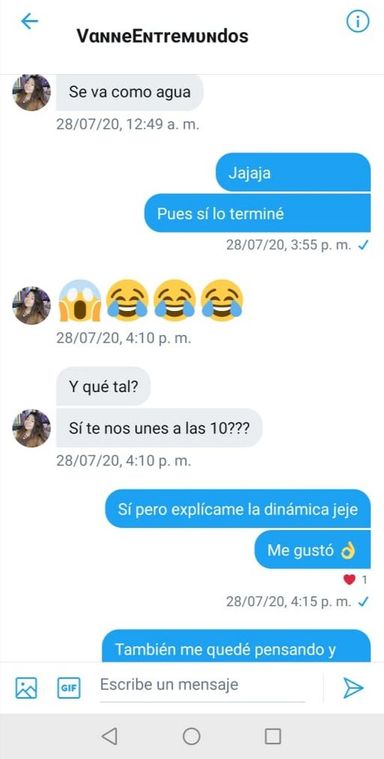 VαnneEnтreмυndos
Se va como agua
28/07/20, 12:49 a. m.
Jajaja
Pues sí lo terminé
28/07/20, 3:55 p. m. ✓
😱😂😂😂
28/07/20, 4:10 p. m.
Y qué tal?
Sí te nos unes a las 10???
28/07/20, 4:10 p. m.
Sí pero explícame la dinámica jeje
Me gustó 👌
❤️ 1
28/07/20, 4:15 p. m. ✓
También me quedé pensando y
GIF
Escribe un mensaje